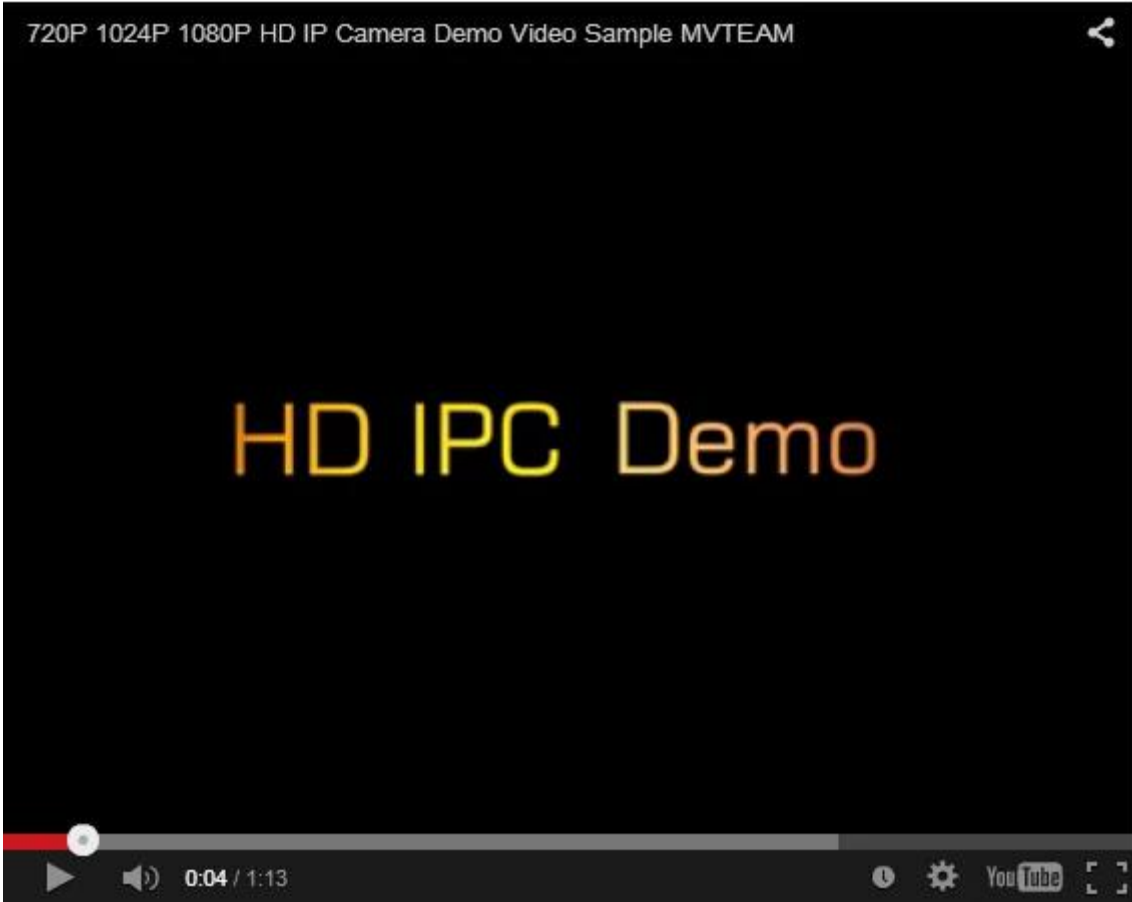 720P 1024P 1080P HD IP Camera Demo Video Sample MVTEAM
HD IPC Demo
0:04 / 1:13
YouTube